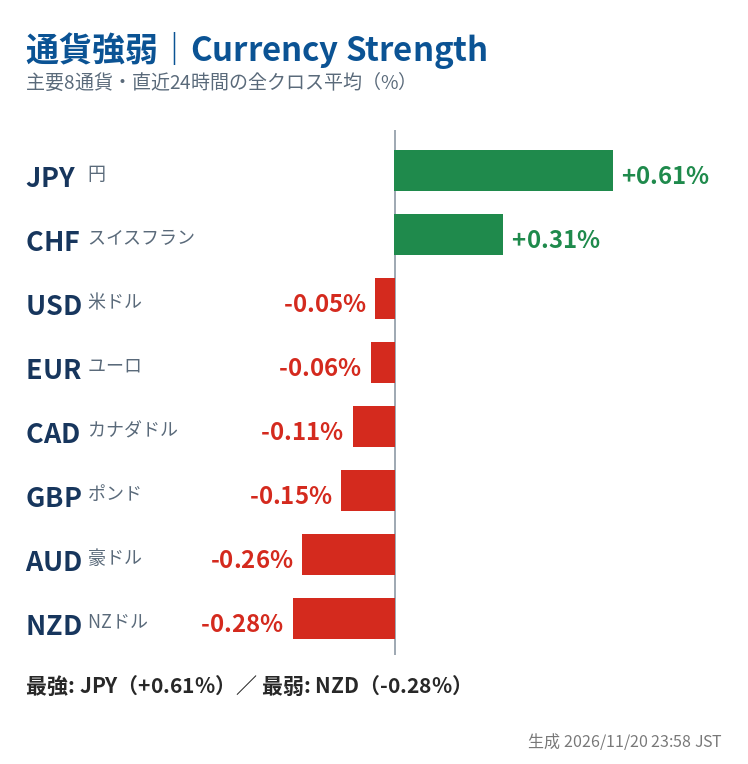 通貨強弱｜Currency Strength
主要8通貨・直近24時間の全クロス平均（%）
JPY 円 +0.61%
CHF スイスフラン +0.31%
USD 米ドル -0.05%
EUR ユーロ -0.06%
CAD カナダドル -0.11%
GBP ポンド -0.15%
AUD 豪ドル -0.26%
NZD NZドル -0.28%
最強: JPY（+0.61%）／ 最弱: NZD（-0.28%）
生成 2026/11/20 23:58 JST